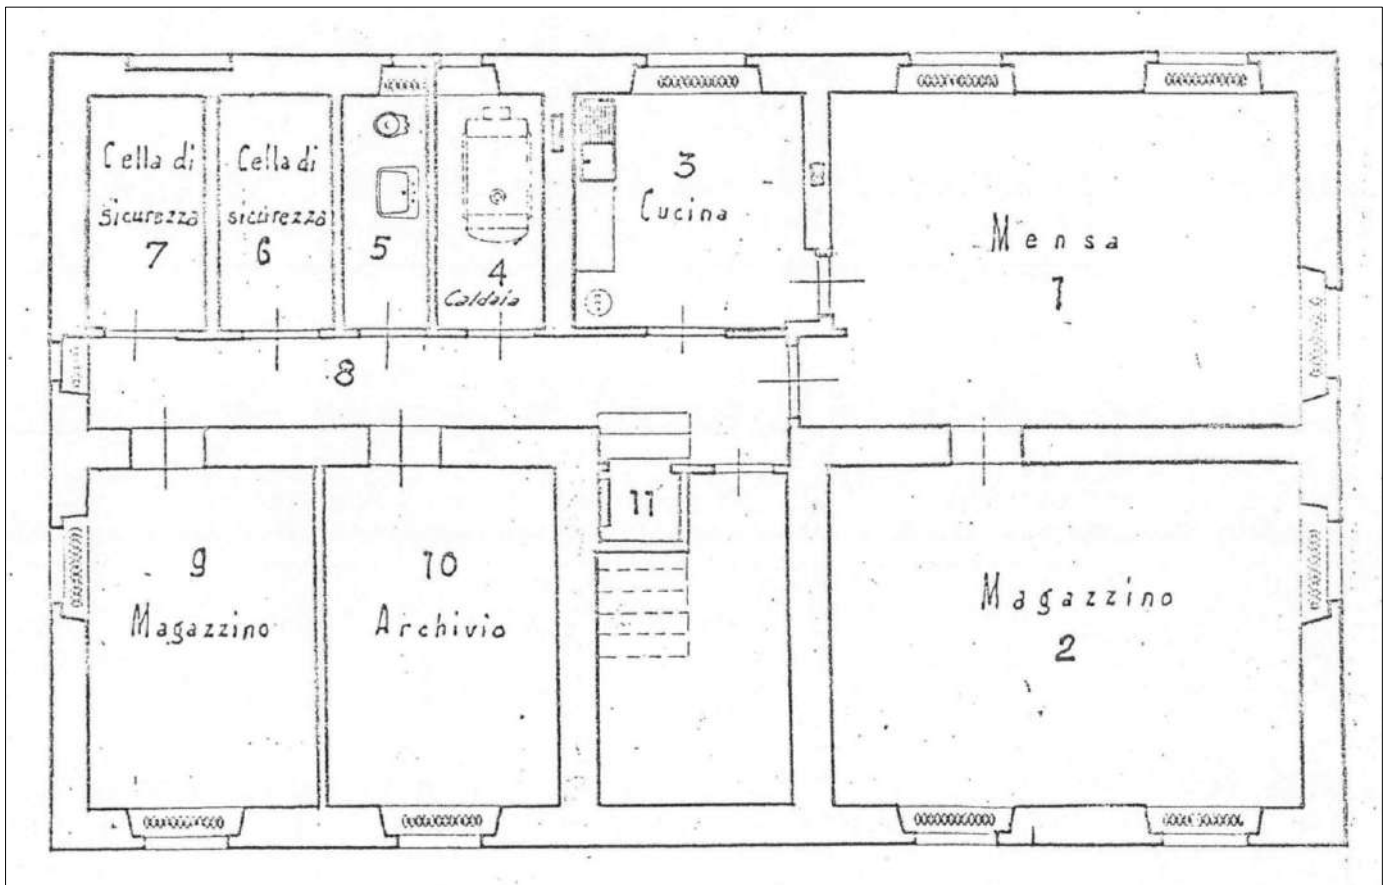 Cella di
sicurezza
7
Cella di
sicurezza
6
5
4
Caldaia
3
Cucina
Mensa
1
8
9
Magazzino
10
Archivio
11
Magazzino
2